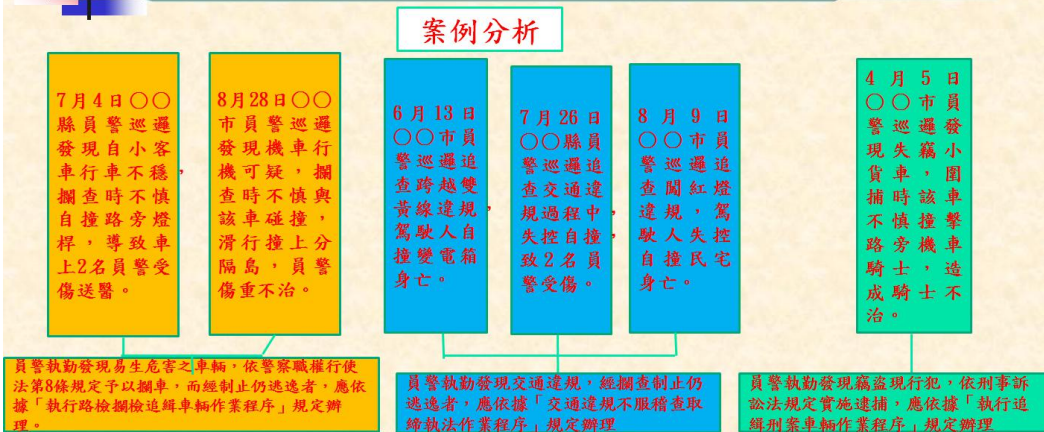 案例分析
7月4日○○
縣員警巡邏
發現自小客
車行車不穩，
攔查時不慎
自撞路旁燈
桿，導致車
上2名員警受
傷送醫。
8月28日○○
市員警巡邏
發現機車行
機可疑，攔
查時不慎與
該車碰撞，
滑行撞上分
隔島，員警
傷重不治。
6月13日
○○市員
警巡邏追
查跨越雙
黃線違規，
駕駛人自
撞變電箱
身亡。
7月26日
○○縣員
警巡邏追
查交通違
規過程中，
失控自撞，
致2名員
警受傷。
8月9日
○○市員
警巡邏追
查闖紅燈
違規，駕
駛人失控
自撞民宅
身亡。
4月5日
○○市員
警巡邏發
現失竊小
貨車，圍
捕時該車
不慎撞擊
路旁機車
騎士，造
成騎士不
治。
員警執勤發現易生危害之車輛，依警察職權行使
法第8條規定予以攔車，而經制止仍逃逸者，應依
據「執行路檢攔檢追緝車輛作業程序」規定辦
理。
員警執勤發現交通違規，經攔查制止仍
逃逸者，應依據「交通違規不服稽查取
締執法作業程序」規定辦理
員警執勤發現竊盜現行犯，依刑事訴
訟法規定實施逮捕，應依據「執行追
緝刑案車輛作業程序」規定辦理